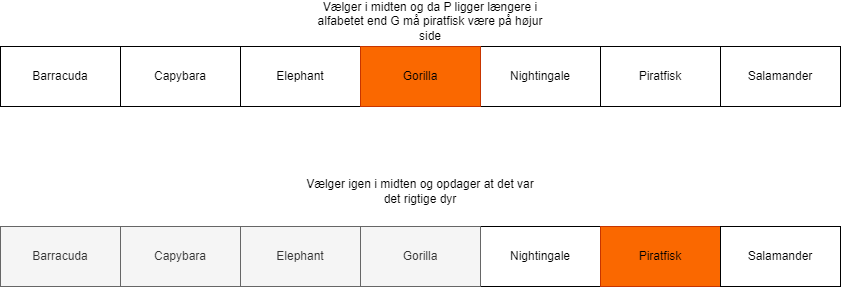 Vælger i midten og da P ligger længere i
alfabetet end G må piratfisk være på højur
side
Barracuda Capybara Elephant Gorilla Nightingale Piratfisk Salamander
Vælger igen i midten og opdager at det var
det rigtige dyr
Barracuda Capybara Elephant Gorilla Nightingale Piratfisk Salamander